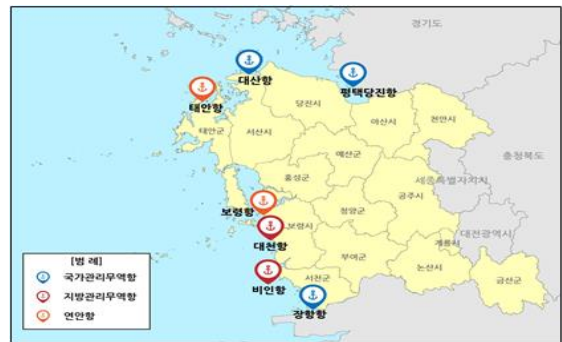 경기도
대산항
평택당진항
태안항
당진시
아산시
천안시
태안군
서산시
예산군
충청북도
홍성군
세종특별자치시
공주시
보령항
청양군
보령시
대전광역시
대천항
계룡시
부여군
논산시
비인항
서천군
금산군
장항항
[범 례]
국가관리무역항
지방관리무역항
연안항